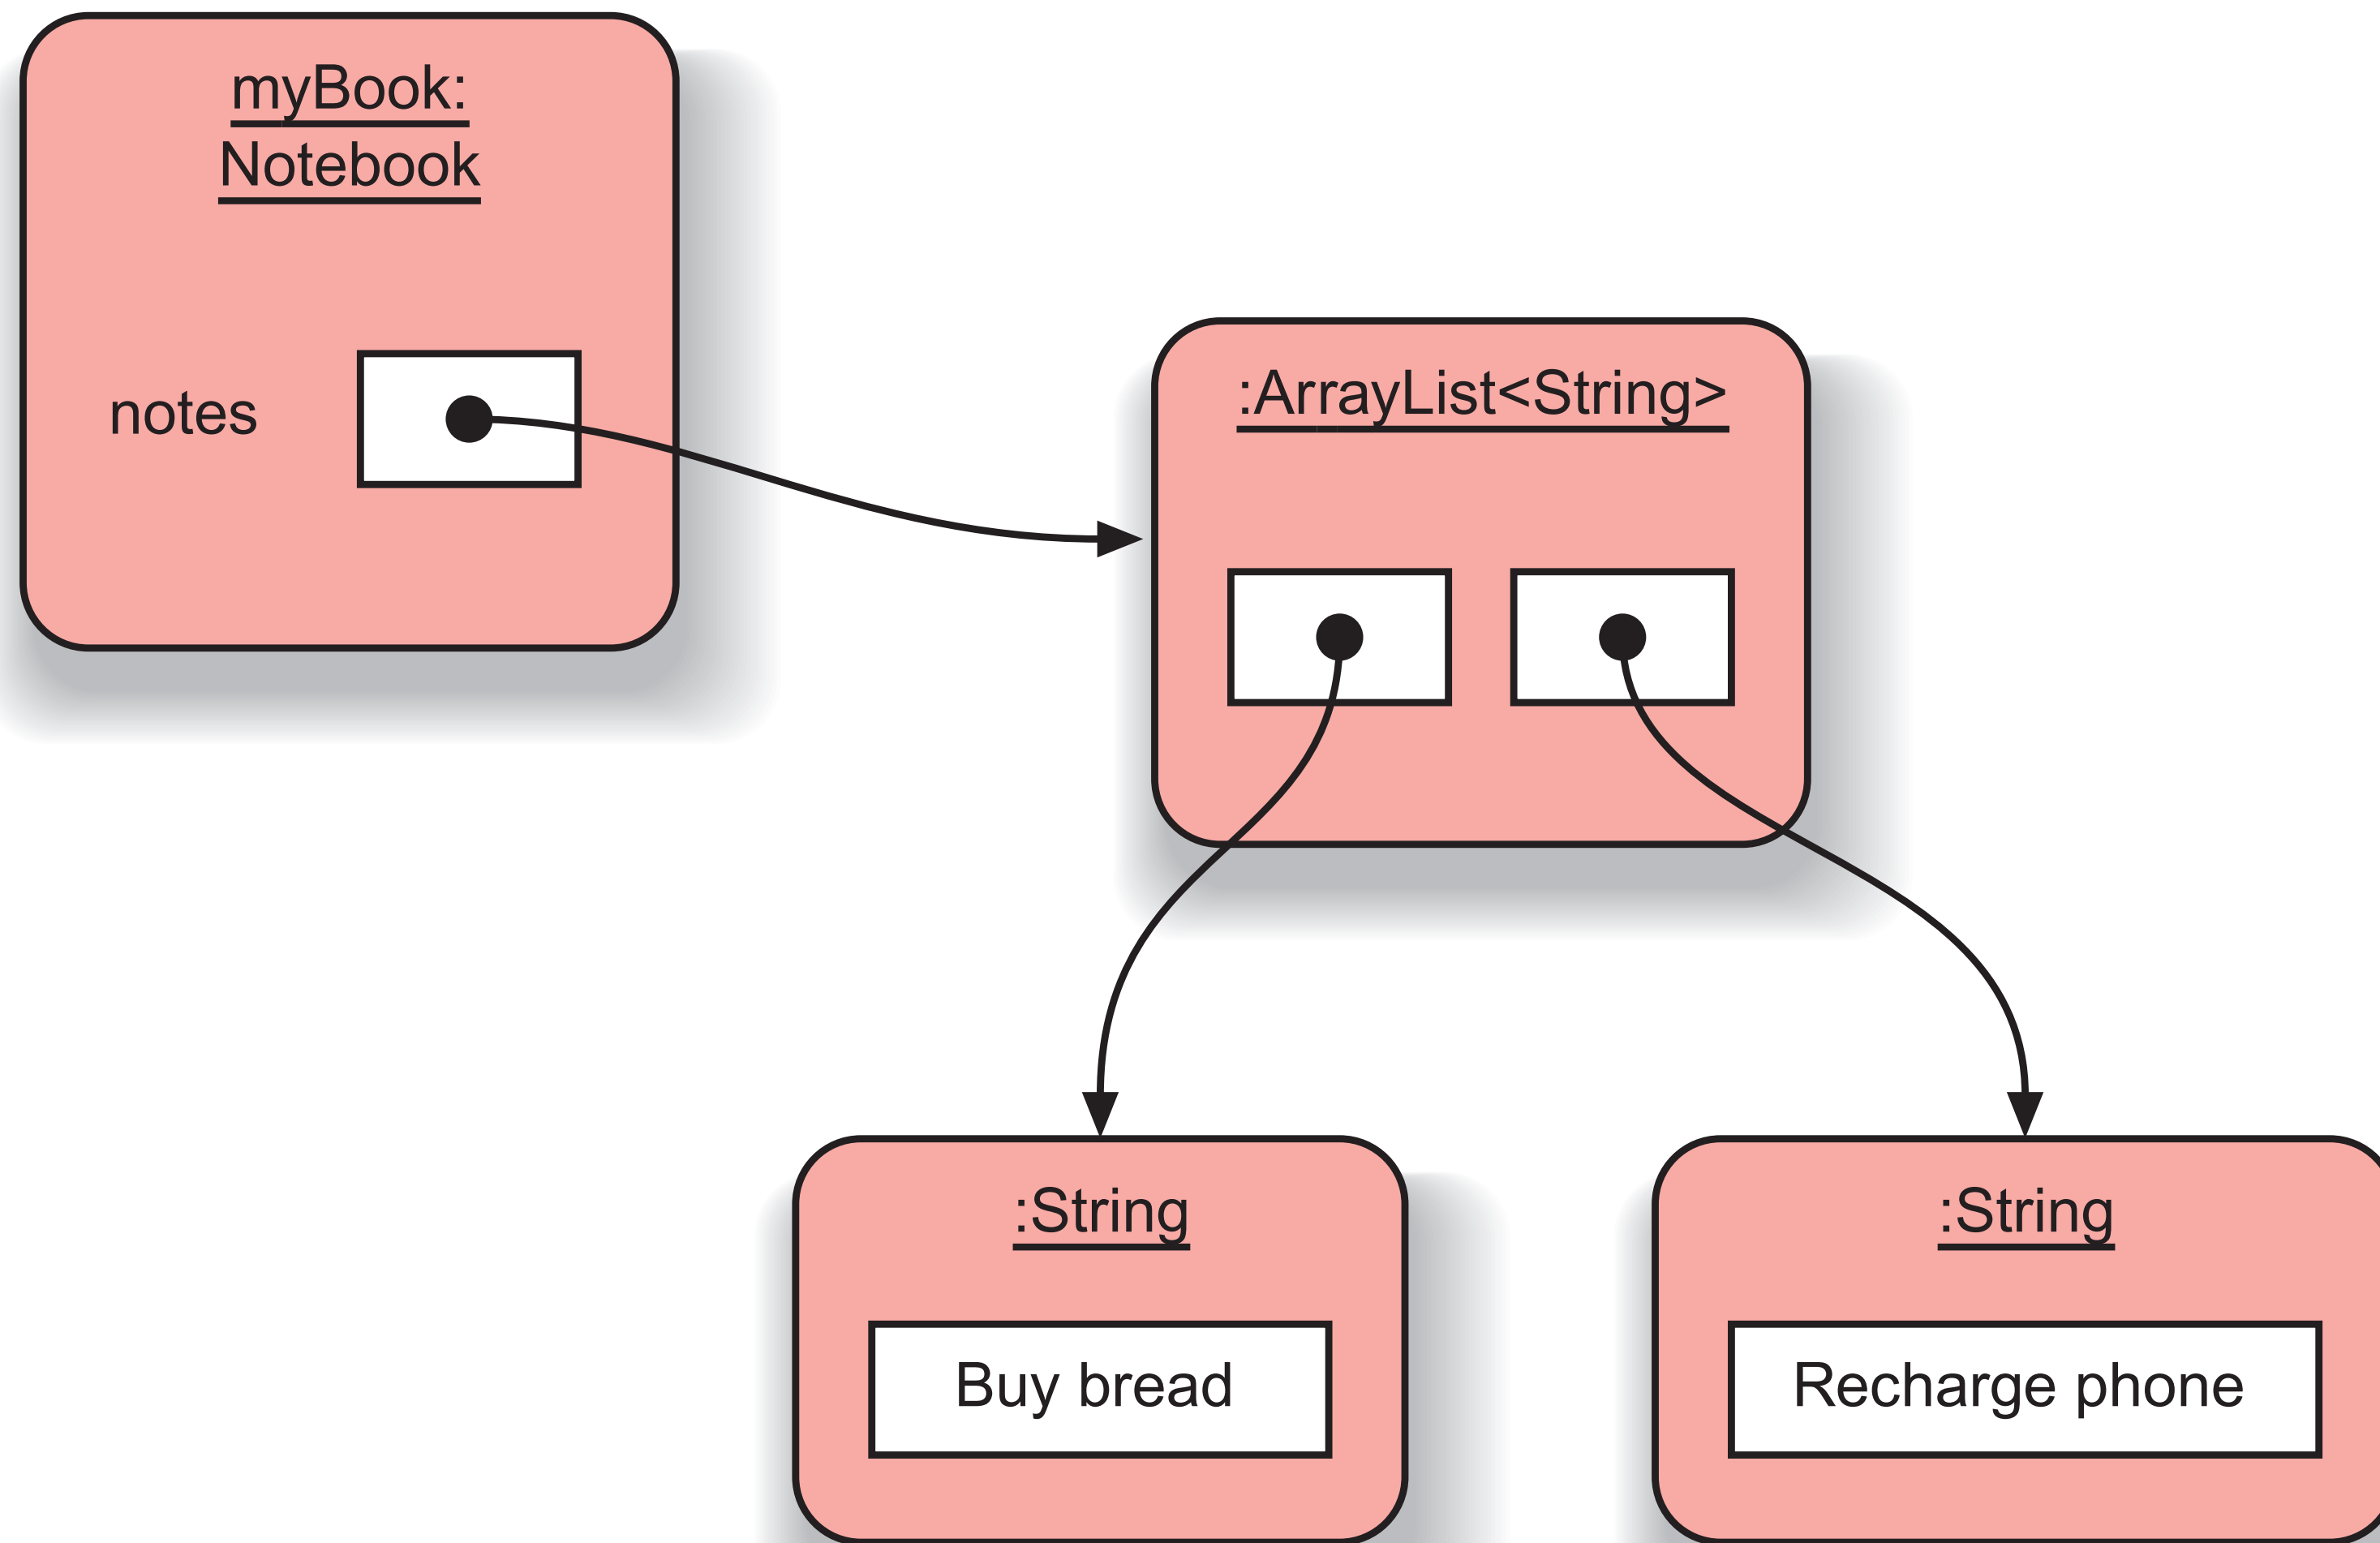 myBook:
Notebook
notes
:ArrayList<String>
:String
Buy bread
:String
Recharge phone